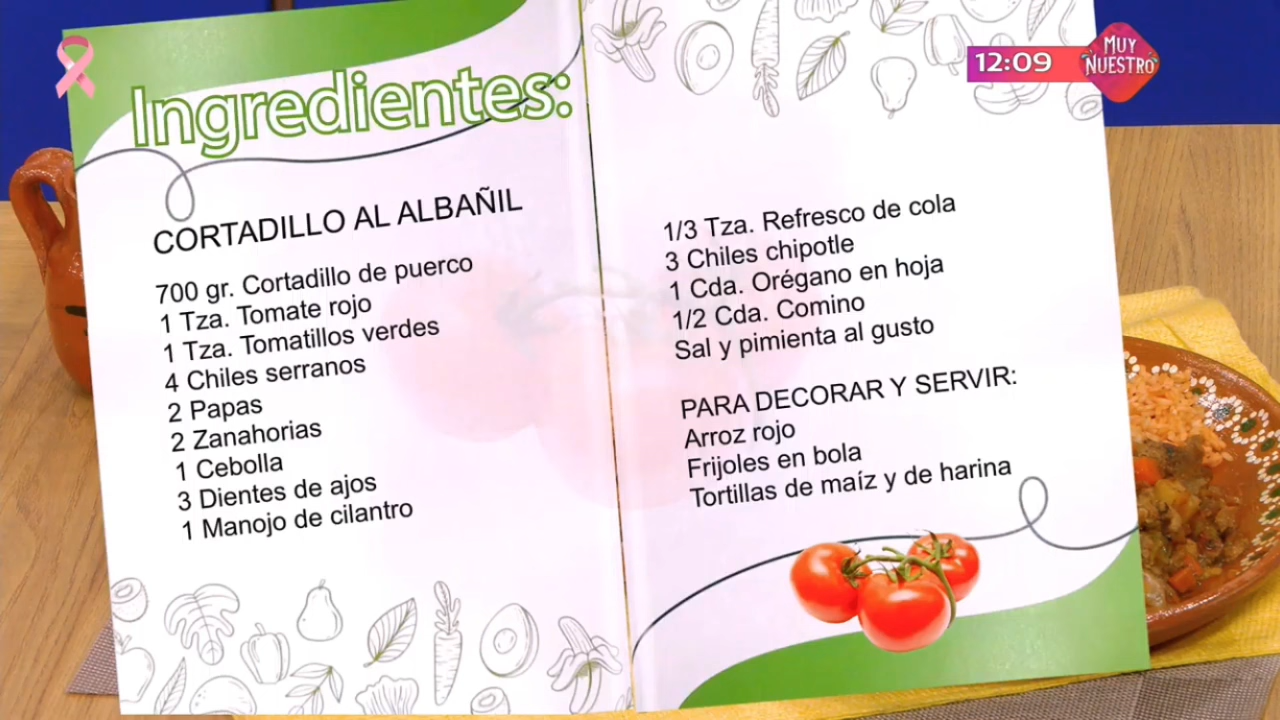 Ingredientes:
CORTADILLO AL ALBAÑIL
700 gr. Cortadillo de puerco
1 Tza. Tomate rojo
1 Tza. Tomatillos verdes
4 Chiles serranos
2 Papas
2 Zanahorias
1 Cebolla
3 Dientes de ajos
1 Manojo de cilantro
1/3 Tza. Refresco de cola
3 Chiles chipotle
1 Cda. Orégano en hoja
1/2 Cda. Comino
Sal y pimienta al gusto
PARA DECORAR Y SERVIR:
Arroz rojo
Frijoles en bola
Tortillas de maíz y de harina
12:09
MUY
NUESTRO